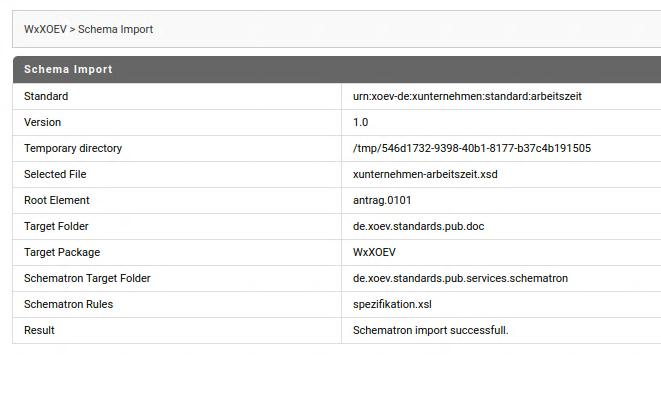 WxXOEV > Schema Import
Schema Import
Standard urn:xoev-de:xunternehmen:standard:arbeitszeit
Version 1.0
Temporary directory /tmp/546d1732-9398-40b1-8177-b37c4b191505
Selected File xunternehmen-arbeitszeit.xsd
Root Element antrag.0101
Target Folder de.xoev.standards.pub.doc
Target Package WxXOEV
Schematron Target Folder de.xoev.standards.pub.services.schematron
Schematron Rules spezifikation.xsl
Result Schematron import successfull.